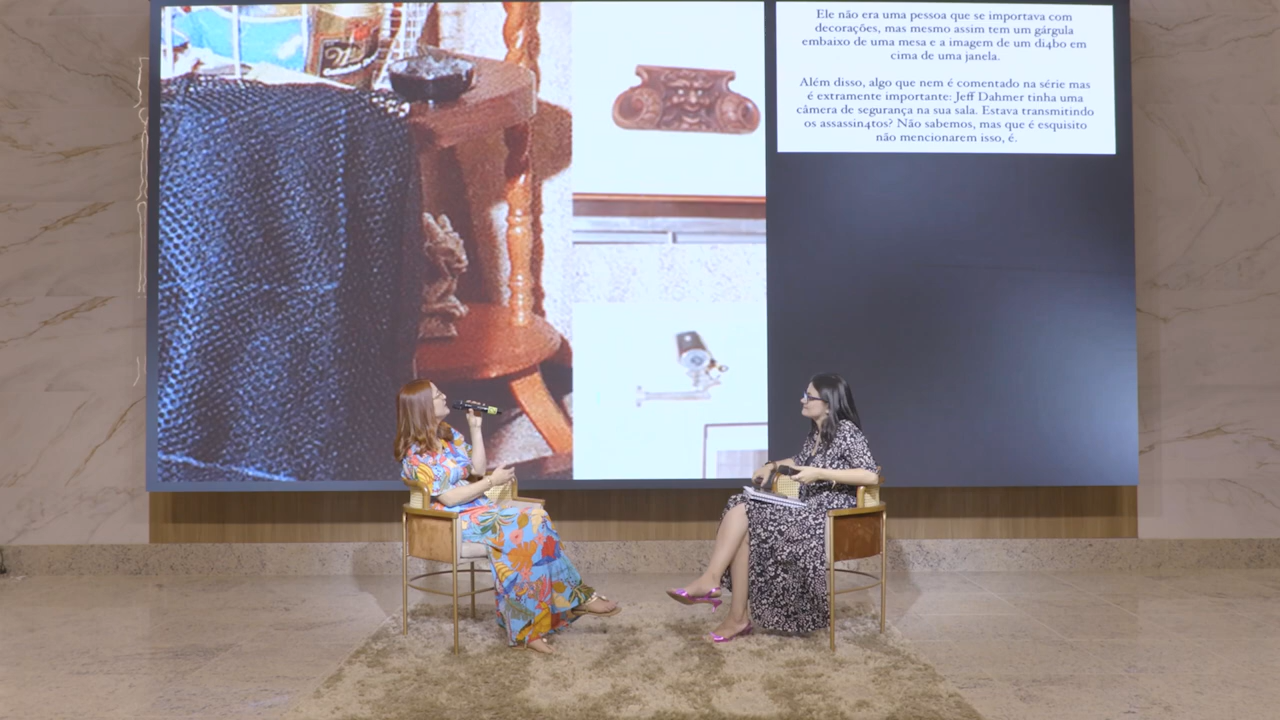 Ele não era uma pessoa que se importava com
decorações, mas mesmo assim tem um gárgula
embaixo de uma mesa e a imagem de um di4bo em
cima de uma janela.
Além disso, algo que nem é comentado na série mas
é extramente importante: Jeff Dahmer tinha uma
câmera de segurança na sua sala. Estava transmitindo
os assassin4tos? Não sabemos, mas que é esquisito
não mencionarem isso, é.